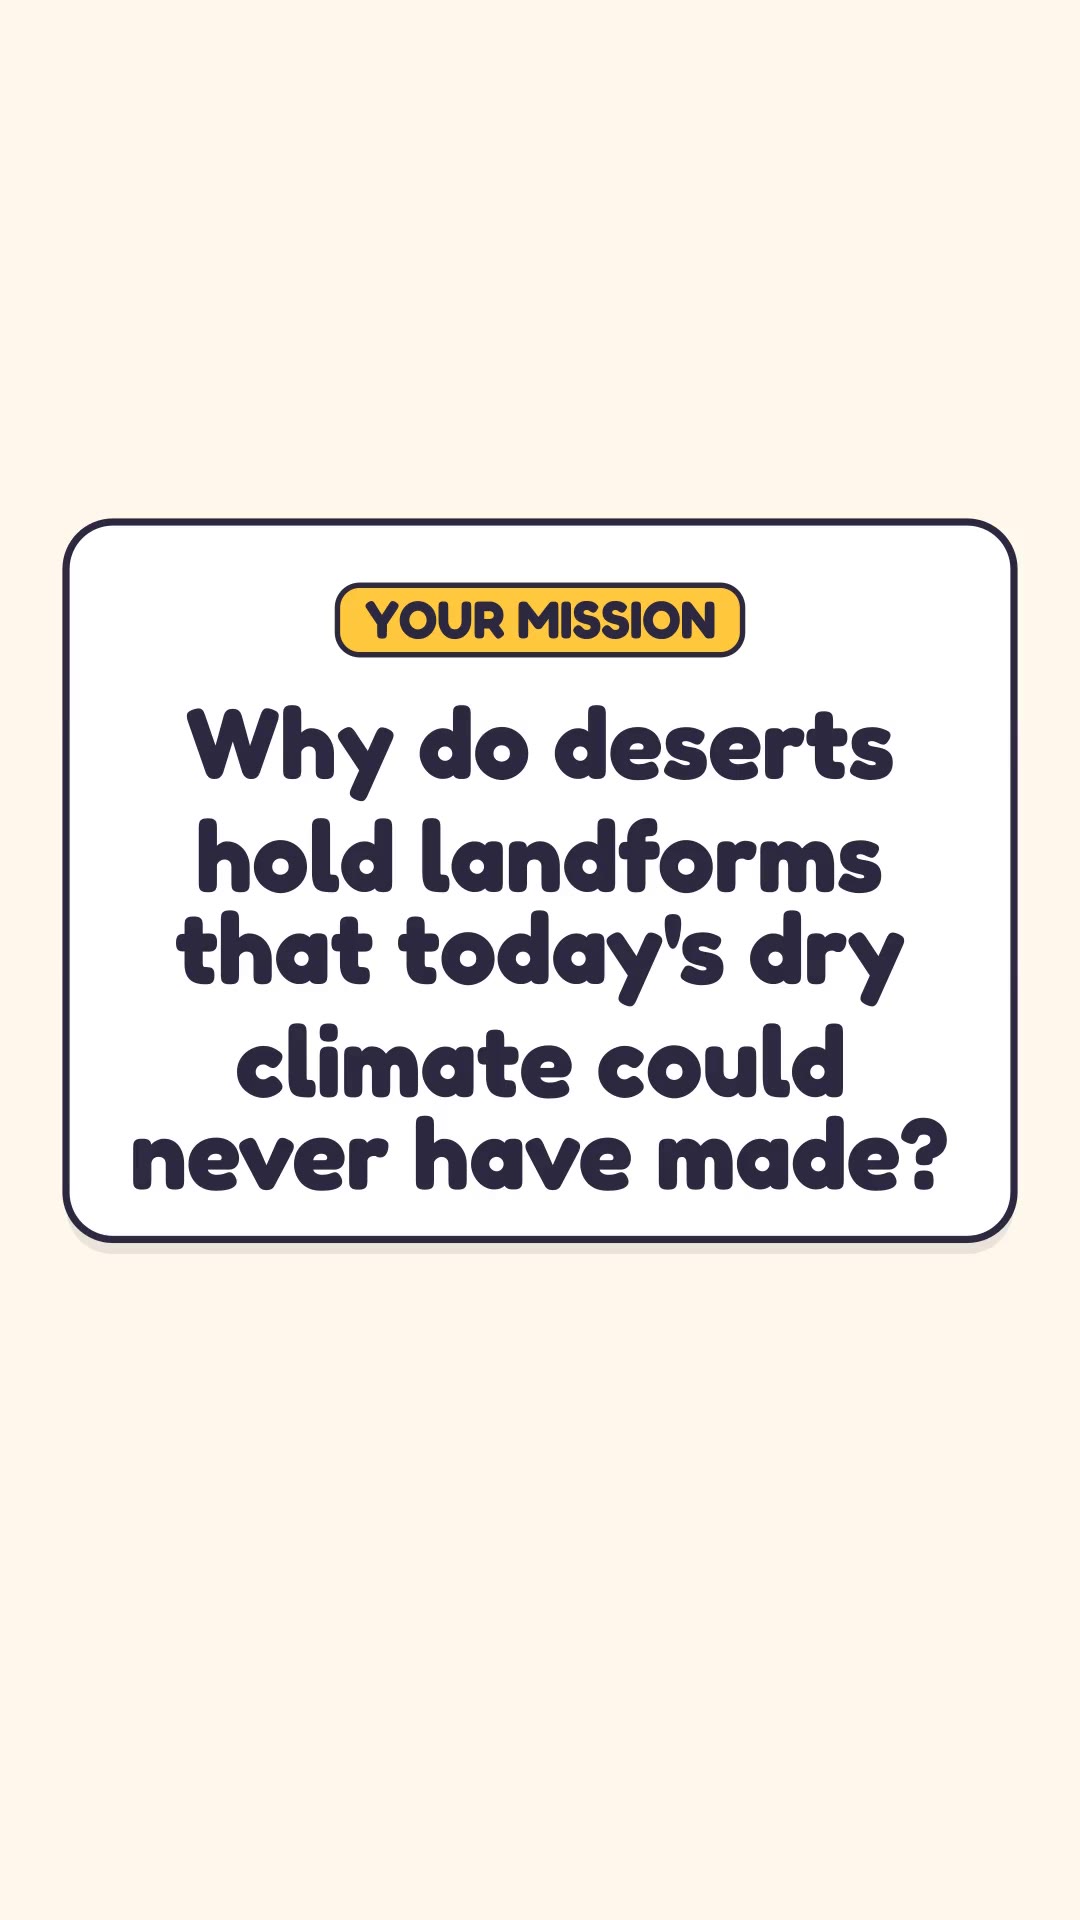 YOUR MISSION
Why do deserts
hold landforms
that today's dry
climate could
never have made?